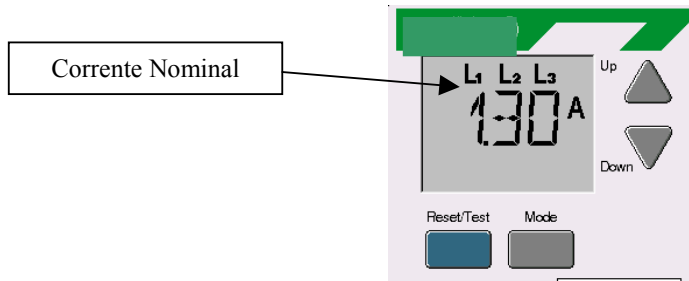 Corrente Nominal
L1 L2 L3
1.30 A
Up
Down
Reset/Test Mode